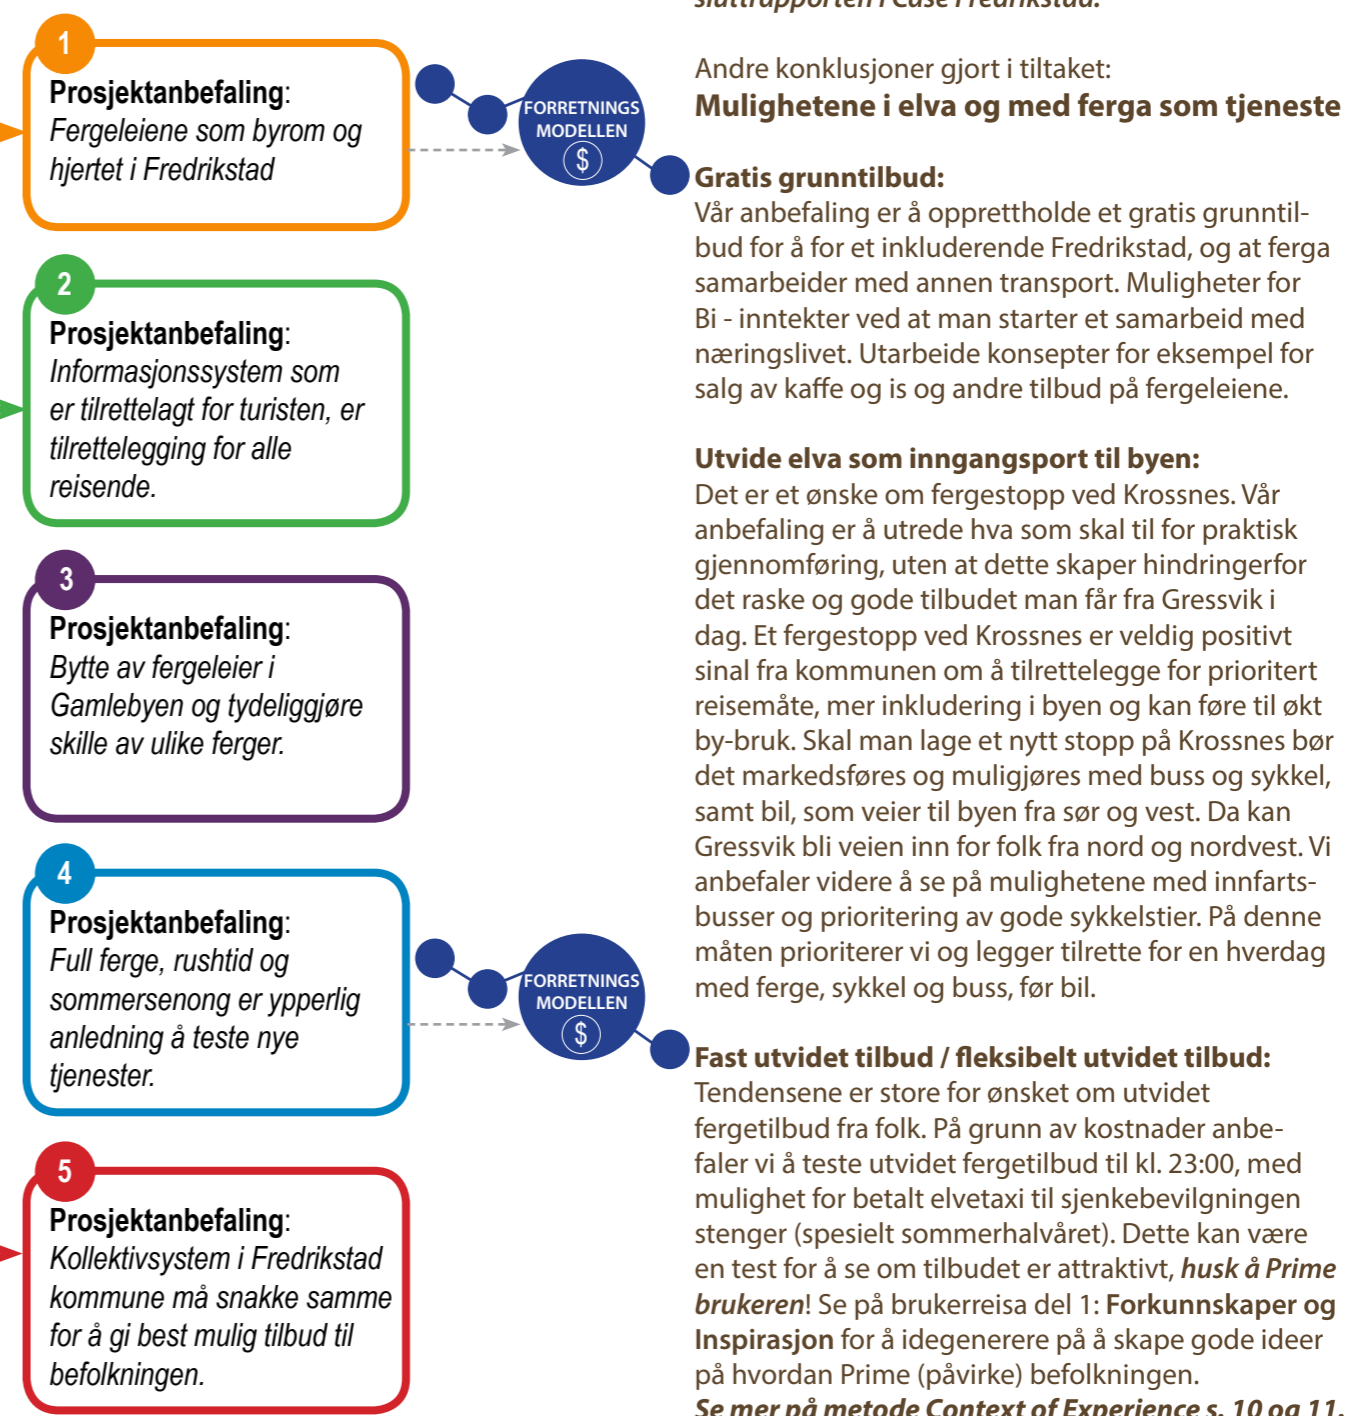 1
Prosjektanbefaling:
Fergeleiene som byrom og
hjertet i Fredrikstad
FORRETNINGS
MODELLEN
$
2
Prosjektanbefaling:
Informasjonssystem som
er tilrettelagt for turisten, er
tilrettelegging for alle
reisende.
3
Prosjektanbefaling:
Bytte av fergeleier i
Gamlebyen og tydeliggjøre
skille av ulike ferger.
4
Prosjektanbefaling:
Full ferge, rushtid og
sommersenong er ypperlig
anledning å teste nye
tjenester.
FORRETNINGS
MODELLEN
$
5
Prosjektanbefaling:
Kollektivsystem i Fredrikstad
kommune må snakke samme
for å gi best mulig tilbud til
befolkningen.
sluttrapporten i Case Fredrikstad.
Andre konklusjoner gjort i tiltaket:
Mulighetene i elva og med ferga som tjeneste
Gratis grunntilbud:
Vår anbefaling er å opprettholde et gratis grunntil-
bud for å for et inkluderende Fredrikstad, og at ferga
samarbeider med annen transport. Muligheter for
Bi - inntekter ved at man starter et samarbeid med
næringslivet. Utarbeide konsepter for eksempel for
salg av kaffe og is og andre tilbud på fergeleiene.
Utvide elva som inngangsport til byen:
Det er et ønske om fergestopp ved Krossnes. Vår
anbefaling er å utrede hva som skal til for praktisk
gjennomføring, uten at dette skaper hindringerfor
det raske og gode tilbudet man får fra Gressvik i
dag. Et fergestopp ved Krossnes er veldig positivt
sinal fra kommunen om å tilrettelegge for prioritert
reisemåte, mer inkludering i byen og kan føre til økt
by-bruk. Skal man lage et nytt stopp på Krossnes bør
det markedsføres og muligjøres med buss og sykkel,
samt bil, som veier til byen fra sør og vest. Da kan
Gressvik bli veien inn for folk fra nord og nordvest. Vi
anbefaler videre å se på mulighetene med innfarts-
busser og prioritering av gode sykkelstier. På denne
måten prioriterer vi og legger tilrette for en hverdag
med ferge, sykkel og buss, før bil.
Fast utvidet tilbud / fleksibelt utvidet tilbud:
Tendensene er store for ønsket om utvidet
fergetilbud fra folk. På grunn av kostnader anbe-
faler vi å teste utvidet fergetilbud til kl. 23:00, med
mulighet for betalt elvetaxi til sjenkebevilgningen
stenger (spesielt sommerhalvåret). Dette kan være
en test for å se om tilbudet er attraktivt, husk å Prime
brukeren! Se på brukerreisa del 1: Forkunnskaper og
Inspirasjon for å idegenerere på å skape gode ideer
på hvordan Prime (påvirke) befolkningen.
Se mer på metode Context of Experience s. 10 og 11.